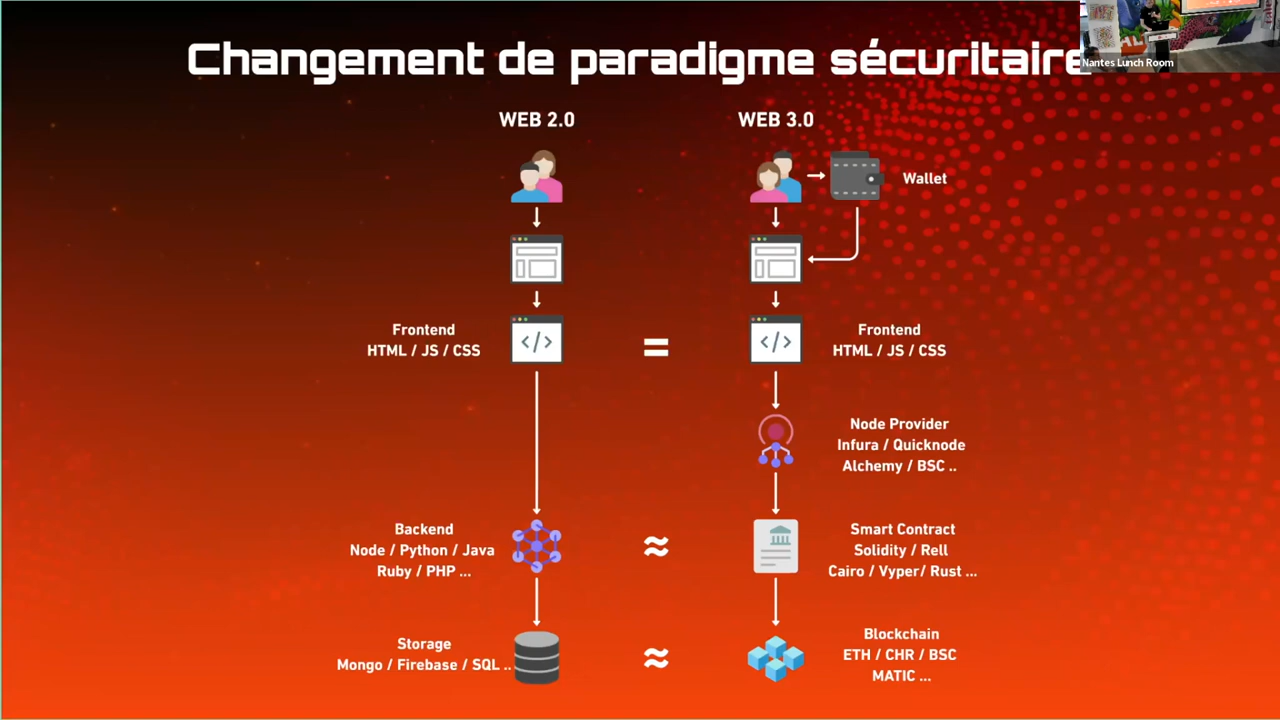 Changement de paradigme sécuritaire
Nantes Lunch Room
WEB 2.0
WEB 3.0
Wallet
Frontend
HTML / JS / CSS
=
Frontend
HTML / JS / CSS
Node Provider
Infura / Quicknode
Alchemy / BSC ..
Backend
Node / Python / Java
Ruby / PHP ...
≈
Smart Contract
Solidity / Rell
Cairo / Vyper/ Rust ...
Storage
Mongo / Firebase / SQL ..
≈
Blockchain
ETH / CHR / BSC
MATIC ...